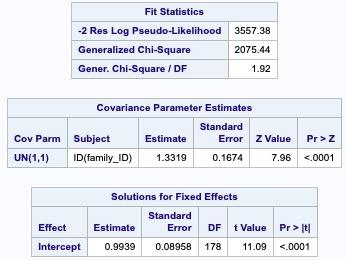 Fit Statistics
-2 Res Log Pseudo-Likelihood 3557.38
Generalized Chi-Square 2075.44
Gener. Chi-Square / DF 1.92
Covariance Parameter Estimates
Cov Parm Subject Estimate Standard Error Z Value Pr > Z
UN(1,1) ID(family_ID) 1.3319 0.1674 7.96 <.0001
Solutions for Fixed Effects
Effect Estimate Standard Error DF t Value Pr > |t|
Intercept 0.9939 0.08958 178 11.09 <.0001